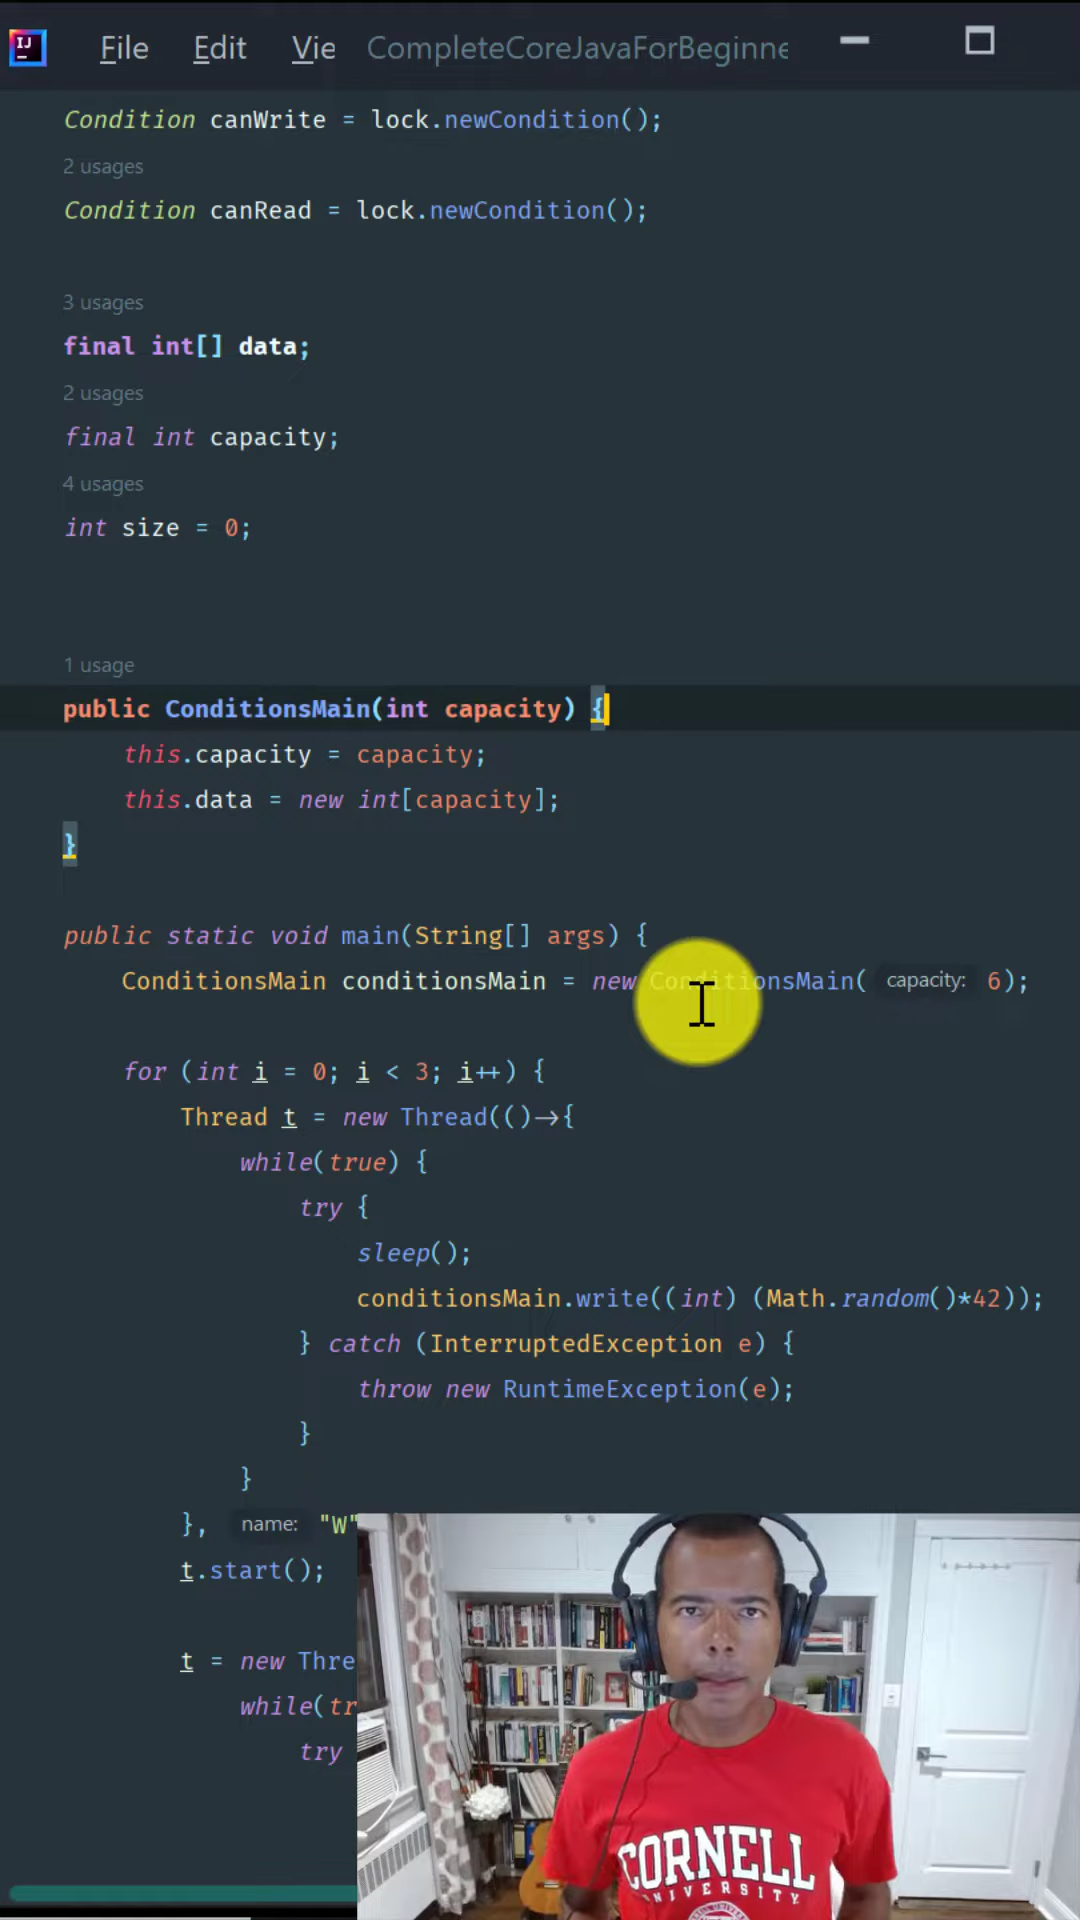 IJ
File Edit Vie CompleteCoreJavaForBeginne
Condition canWrite = lock.newCondition();
2 usages
Condition canRead = lock.newCondition();
3 usages
final int[] data;
2 usages
final int capacity;
4 usages
int size = 0;
1 usage
public ConditionsMain(int capacity) {
this.capacity = capacity;
this.data = new int[capacity];
}
public static void main(String[] args) {
ConditionsMain conditionsMain = new ConditionsMain( capacity: 6);
for (int i = 0; i < 3; i++) {
Thread t = new Thread(()->{
while(true) {
try {
sleep();
conditionsMain.write((int) (Math.random()*42));
} catch (InterruptedException e) {
throw new RuntimeException(e);
}
}
}, name: "W"
t.start();
t = new Thre
while(tr
try
CORNELL
UNIVERSITY